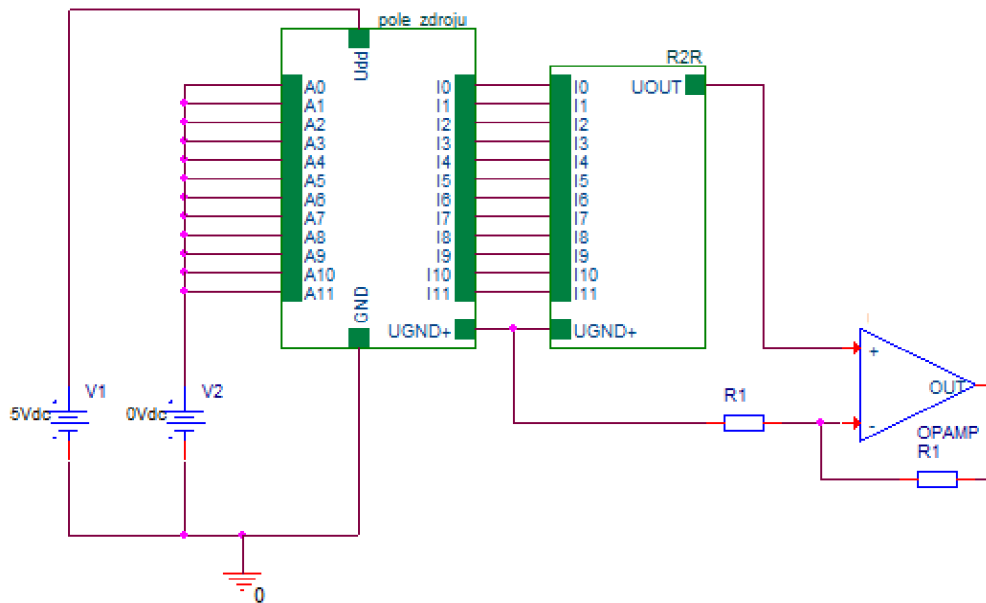 pole_zdroju
Udd
A0
A1
A2
A3
A4
A5
A6
A7
A8
A9
A10
A11
GND
I0
I1
I2
I3
I4
I5
I6
I7
I8
I9
I10
I11
UGND+
R2R
I0
I1
I2
I3
I4
I5
I6
I7
I8
I9
I10
I11
UGND+
UOUT
V1
5Vdc
V2
0Vdc
0
R1
+
-
OUT
OPAMP
R1